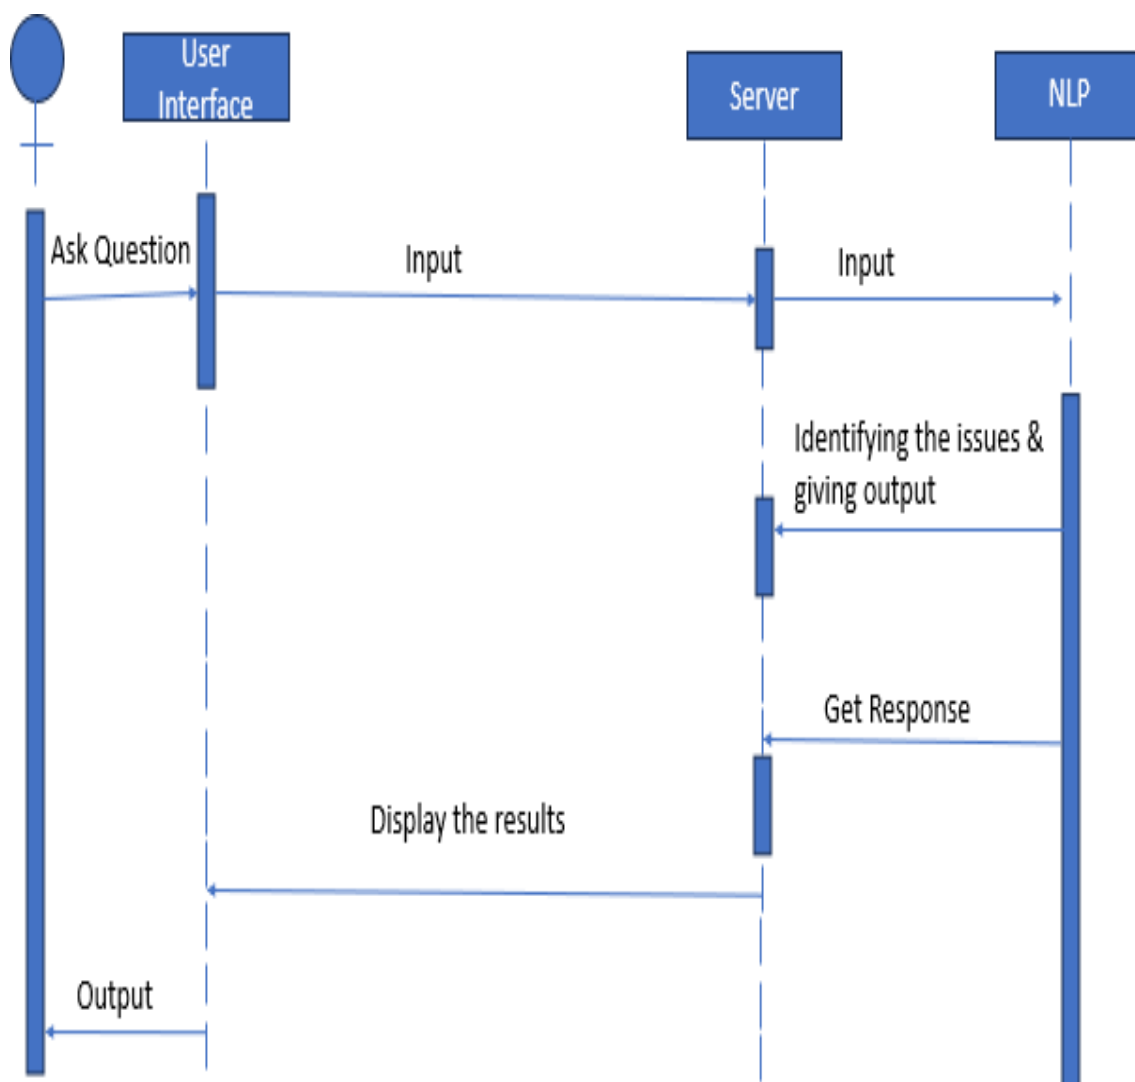 User
Interface
Server
NLP
Ask Question
Input
Input
Identifying the issues &
giving output
Get Response
Display the results
Output